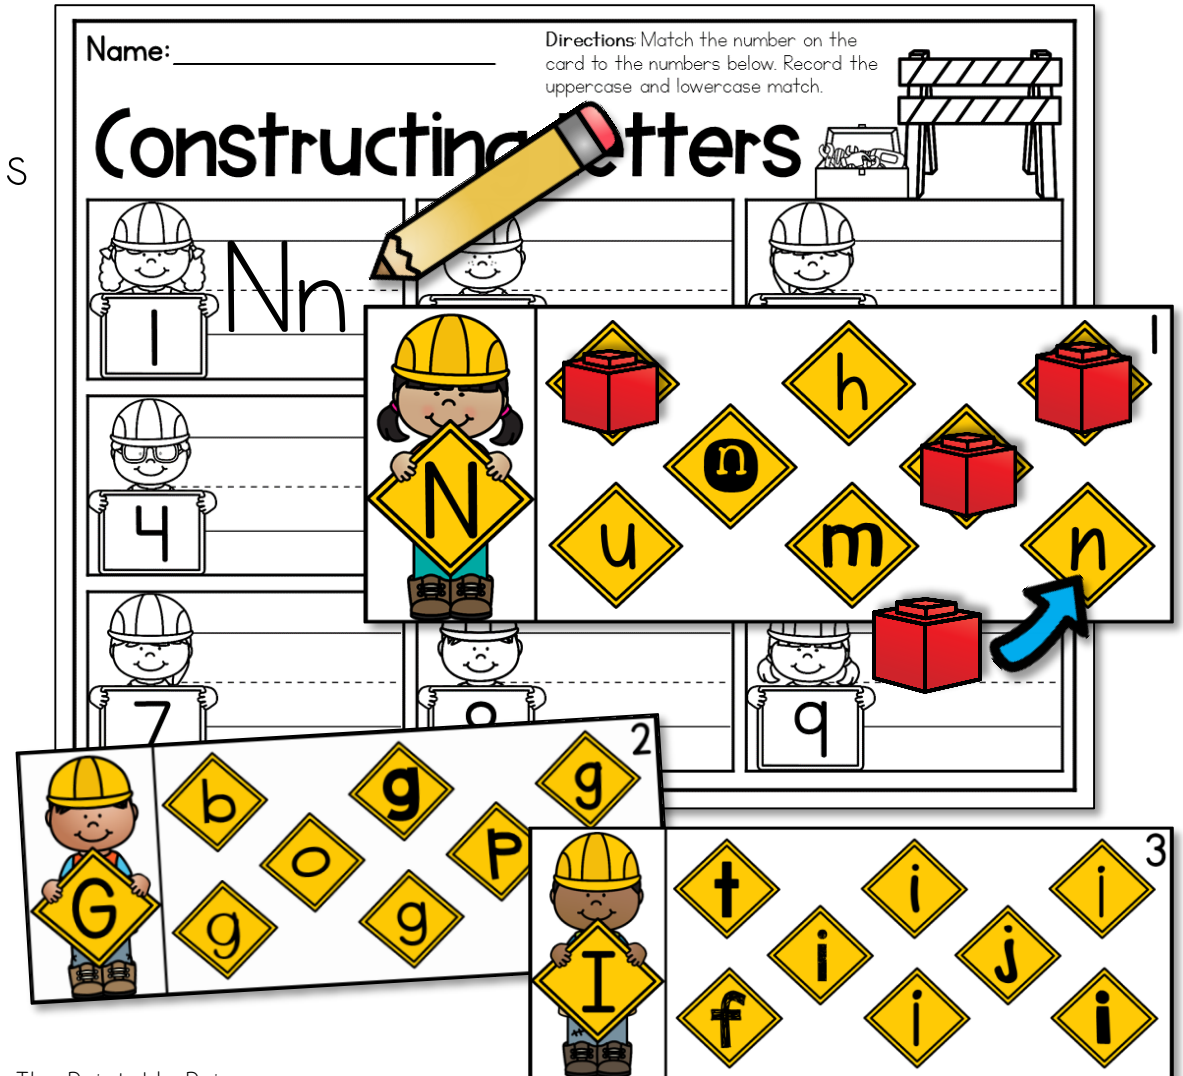 Name:
Directions: Match the number on the
card to the numbers below. Record the
uppercase and lowercase match.
Constructing
s
1
Nn
4
7
9
1
N
h
n
u
m
n
2
G
b
g
g
o
p
g
g
3
I
t
i
i
i
j
f
i
i